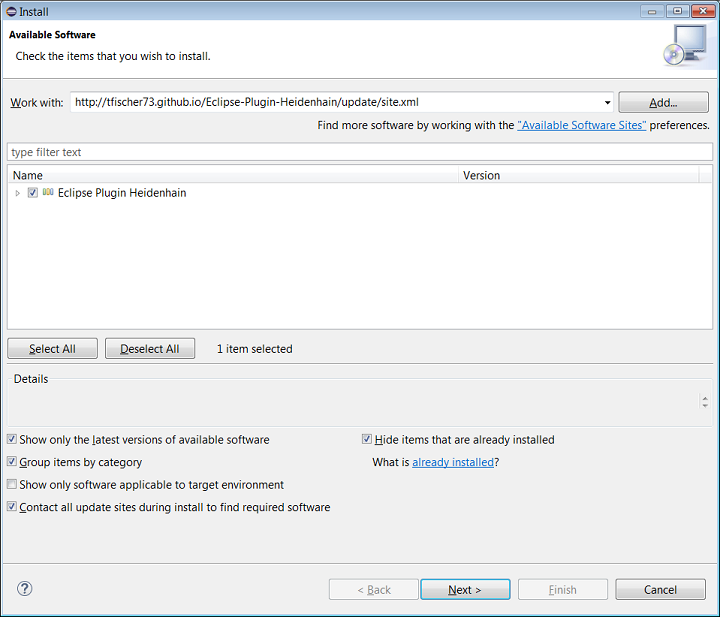 Install
Available Software
Check the items that you wish to install.
Work with: http://tfischer73.github.io/Eclipse-Plugin-Heidenhain/update/site.xml Add...
Find more software by working with the "Available Software Sites" preferences.
type filter text
Name Version
Eclipse Plugin Heidenhain
Select All Deselect All 1 item selected
Details
Show only the latest versions of available software Hide items that are already installed
Group items by category What is already installed?
Show only software applicable to target environment
Contact all update sites during install to find required software
? < Back Next > Finish Cancel